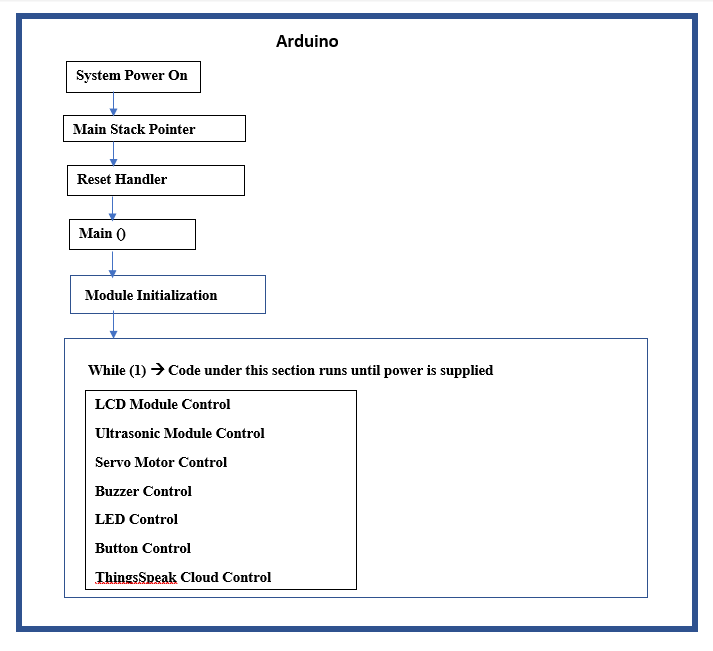 Arduino
System Power On
Main Stack Pointer
Reset Handler
Main ()
Module Initialization
While (1) → Code under this section runs until power is supplied
LCD Module Control
Ultrasonic Module Control
Servo Motor Control
Buzzer Control
LED Control
Button Control
ThingsSpeak Cloud Control